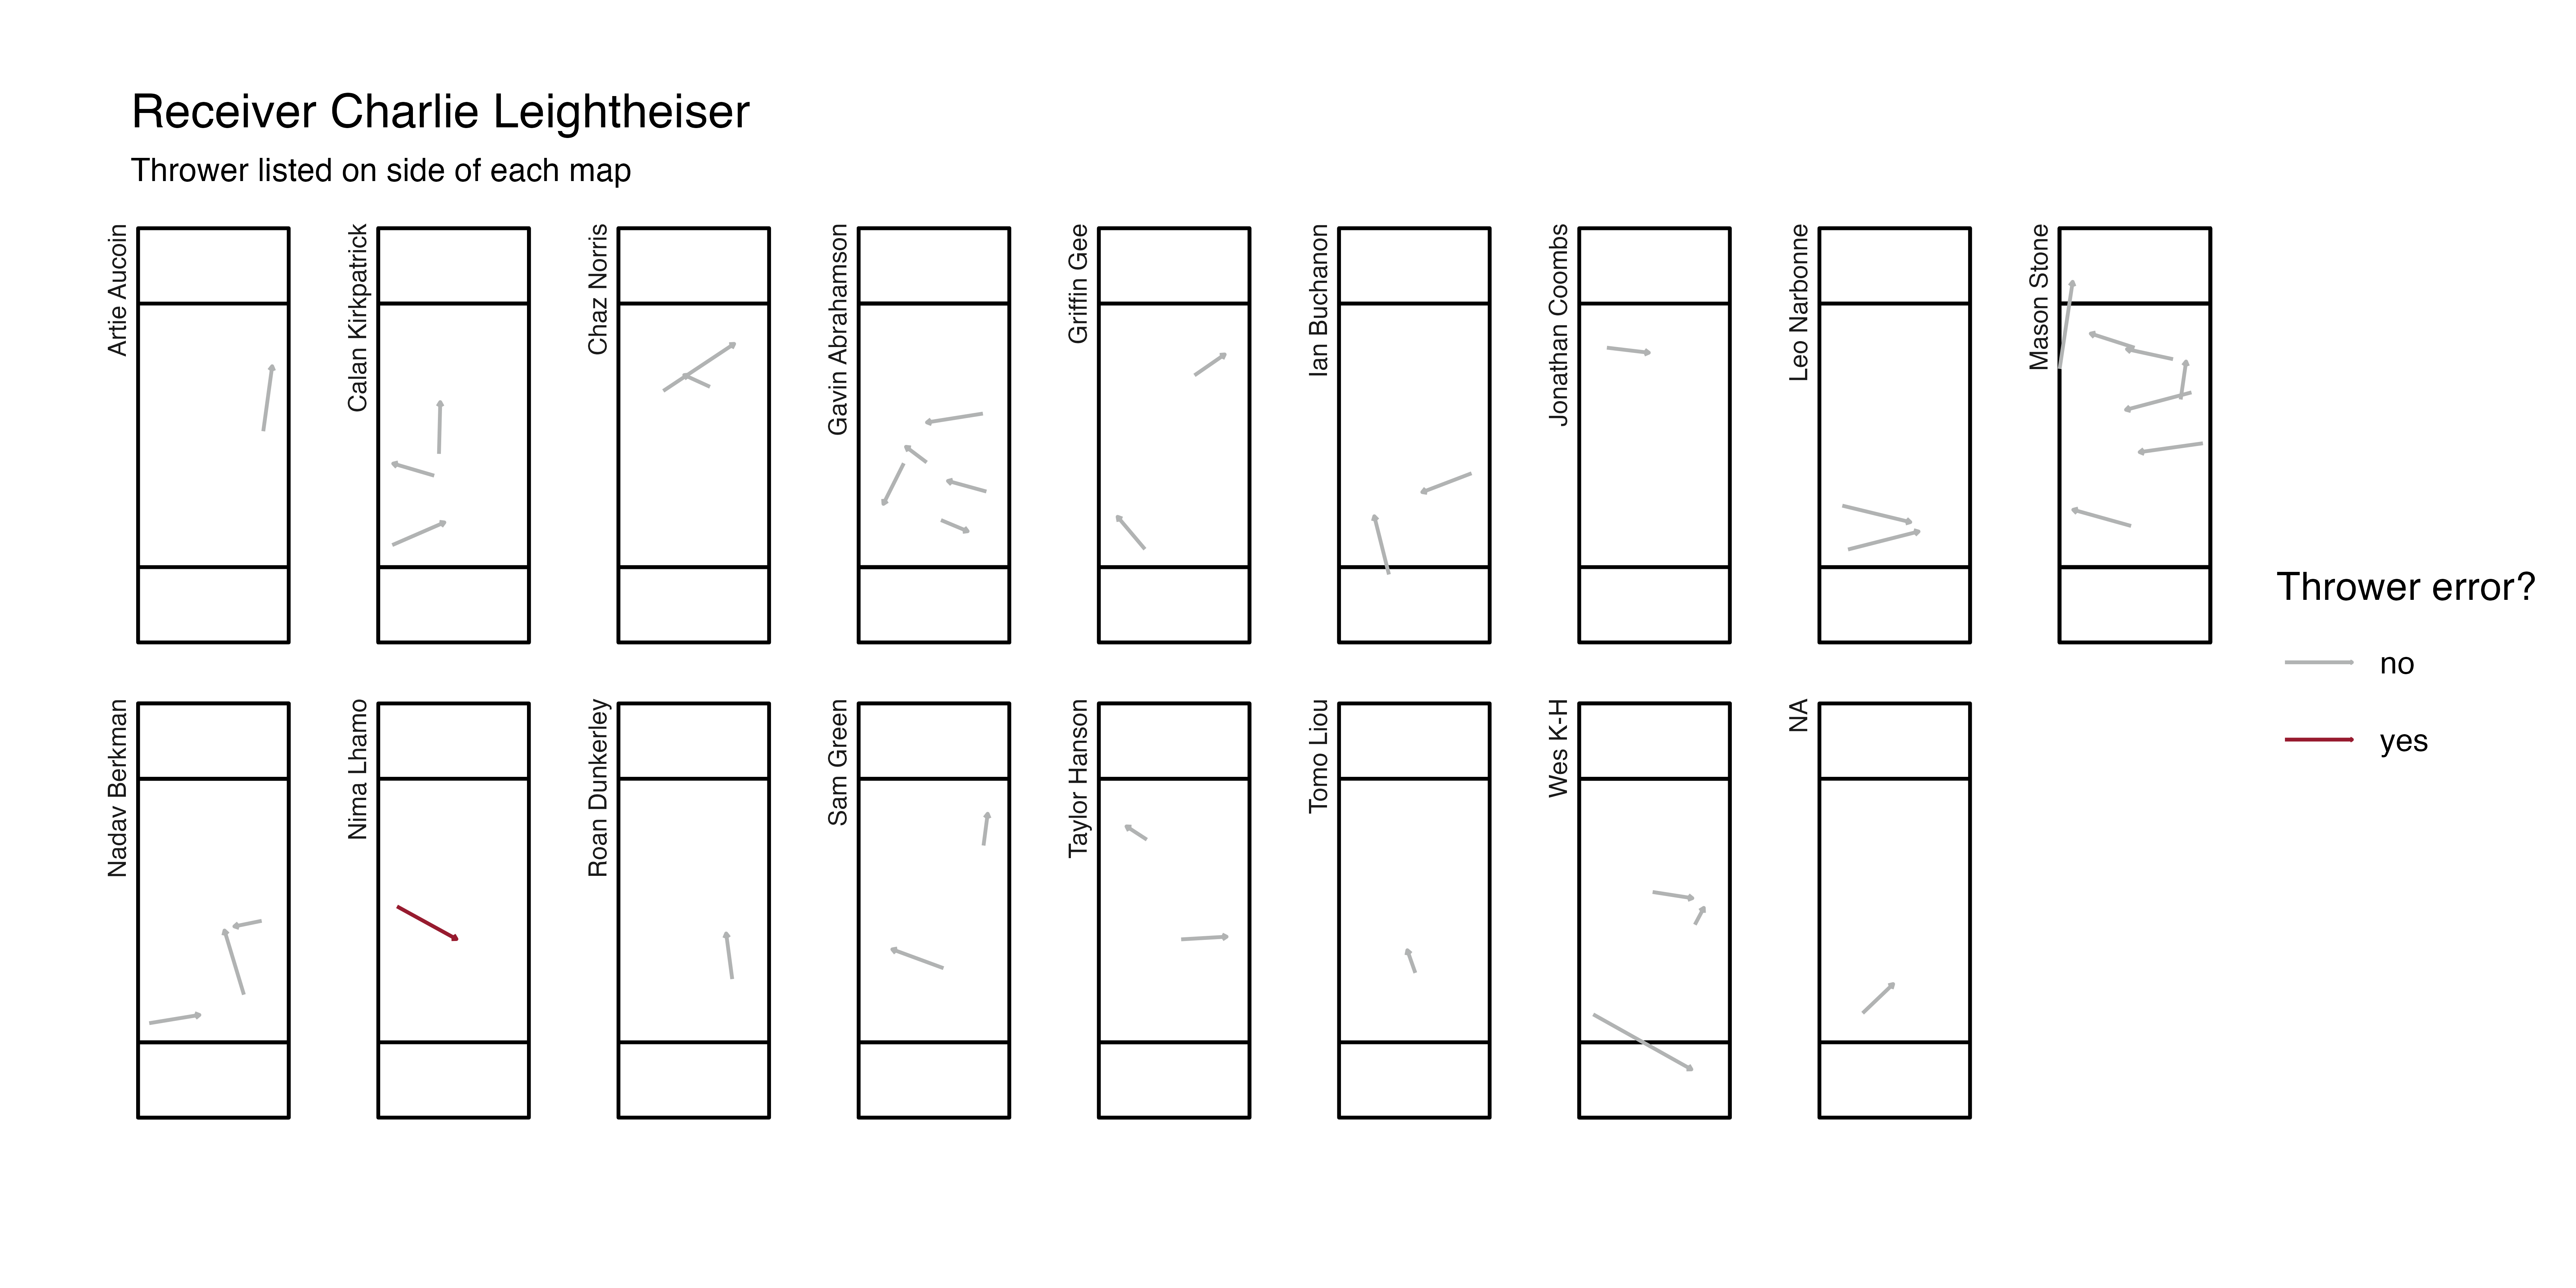 Receiver Charlie Leightheiser
Thrower listed on side of each map
Artie Aucoin
Calan Kirkpatrick
Chaz Norris
Gavin Abrahamson
Griffin Gee
Ian Buchanon
Jonathan Coombs
Leo Narbonne
Mason Stone
Nadav Berkman
Nima Lhamo
Roan Dunkerley
Sam Green
Taylor Hanson
Tomo Liou
Wes K-H
NA
Thrower error?
no
yes